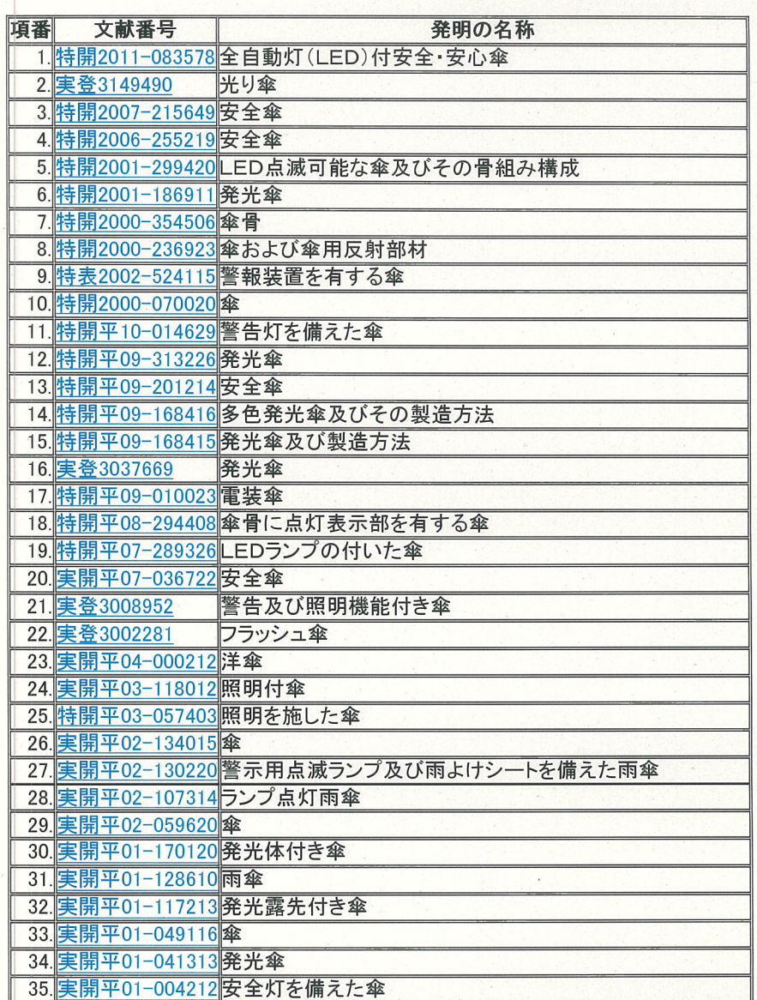 項番 文献番号 発明の名称
1. 特開2011-083578 全自動灯(LED)付安全・安心傘
2. 実登3149490 光り傘
3. 特開2007-215649 安全傘
4. 特開2006-255219 安全傘
5. 特開2001-299420 LED点滅可能な傘及びその骨組み構成
6. 特開2001-186911 発光傘
7. 特開2000-354506 傘骨
8. 特開2000-236923 傘および傘用反射部材
9. 特表2002-524115 警報装置を有する傘
10. 特開2000-070020 傘
11. 特開平10-014629 警告灯を備えた傘
12. 特開平09-313226 発光傘
13. 特開平09-201214 安全傘
14. 特開平09-168416 多色発光傘及びその製造方法
15. 特開平09-168415 発光傘及び製造方法
16. 実登3037669 発光傘
17. 特開平09-010023 電装傘
18. 特開平08-294408 傘骨に点灯表示部を有する傘
19. 特開平07-289326 LEDランプの付いた傘
20. 実開平07-036722 安全傘
21. 実登3008952 警告及び照明機能付き傘
22. 実登3002281 フラッシュ傘
23. 実開平04-000212 洋傘
24. 実開平03-118012 照明付傘
25. 特開平03-057403 照明を施した傘
26. 実開平02-134015 傘
27. 実開平02-130220 警示用点滅ランプ及び雨よけシートを備えた雨傘
28. 実開平02-107314 ランプ点灯雨傘
29. 実開平02-059620 傘
30. 実開平01-170120 発光体付き傘
31. 実開平01-128610 雨傘
32. 実開平01-117213 発光露先付き傘
33. 実開平01-049116 傘
34. 実開平01-041313 発光傘
35. 実開平01-004212 安全灯を備えた傘